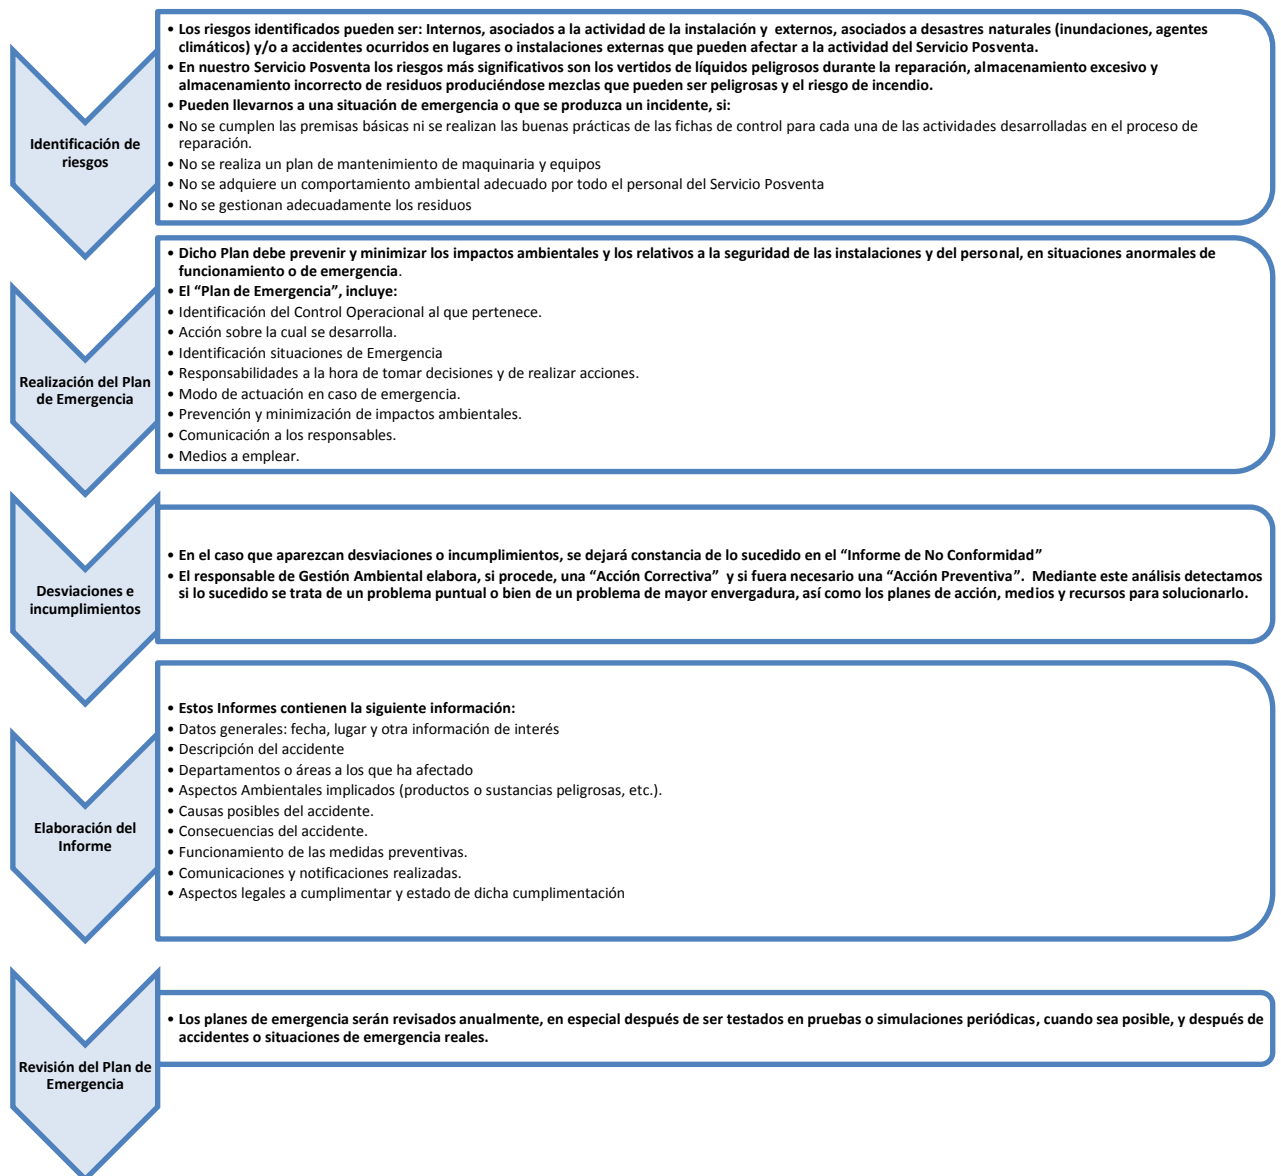 • Los riesgos identificados pueden ser: Internos, asociados a la actividad de la instalación y externos, asociados a desastres naturales (inundaciones, agentes
climáticos) y/o a accidentes ocurridos en lugares o instalaciones externas que pueden afectar a la actividad del Servicio Posventa.
• En nuestro Servicio Posventa los riesgos más significativos son los vertidos de líquidos peligrosos durante la reparación, almacenamiento excesivo y
almacenamiento incorrecto de residuos produciéndose mezclas que pueden ser peligrosas y el riesgo de incendio.
• Pueden llevarnos a una situación de emergencia o que se produzca un incidente, si:
• No se cumplen las premisas básicas ni se realizan las buenas prácticas de las fichas de control para cada una de las actividades desarrolladas en el proceso de
reparación.
• No se realiza un plan de mantenimiento de maquinaria y equipos
• No se adquiere un comportamiento ambiental adecuado por todo el personal del Servicio Posventa
• No se gestionan adecuadamente los residuos
Identificación de
riesgos
• Dicho Plan debe prevenir y minimizar los impactos ambientales y los relativos a la seguridad de las instalaciones y del personal, en situaciones anormales de
funcionamiento o de emergencia.
• El “Plan de Emergencia”, incluye:
• Identificación del Control Operacional al que pertenece.
• Acción sobre la cual se desarrolla.
• Identificación situaciones de Emergencia
• Responsabilidades a la hora de tomar decisiones y de realizar acciones.
• Modo de actuación en caso de emergencia.
• Prevención y minimización de impactos ambientales.
• Comunicación a los responsables.
• Medios a emplear.
Realización del Plan
de Emergencia
• En el caso que aparezcan desviaciones o incumplimientos, se dejará constancia de lo sucedido en el “Informe de No Conformidad”
• El responsable de Gestión Ambiental elabora, si procede, una “Acción Correctiva” y si fuera necesario una “Acción Preventiva”. Mediante este análisis detectamos
si lo sucedido se trata de un problema puntual o bien de un problema de mayor envergadura, así como los planes de acción, medios y recursos para solucionarlo.
Desviaciones e
incumplimientos
• Estos Informes contienen la siguiente información:
• Datos generales: fecha, lugar y otra información de interés
• Descripción del accidente
• Departamentos o áreas a los que ha afectado
• Aspectos Ambientales implicados (productos o sustancias peligrosas, etc.).
• Causas posibles del accidente.
• Consecuencias del accidente.
• Funcionamiento de las medidas preventivas.
• Comunicaciones y notificaciones realizadas.
• Aspectos legales a cumplimentar y estado de dicha cumplimentación
Elaboración del
Informe
• Los planes de emergencia serán revisados anualmente, en especial después de ser testados en pruebas o simulaciones periódicas, cuando sea posible, y después de
accidentes o situaciones de emergencia reales.
Revisión del Plan de
Emergencia